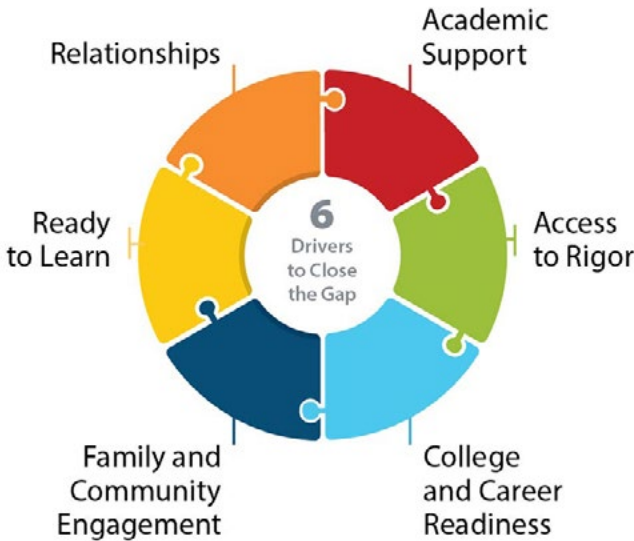 Relationships
Academic
Support
6
Drivers
to Close
the Gap
Ready
to Learn
Access
to Rigor
Family and
Community
Engagement
College
and Career
Readiness